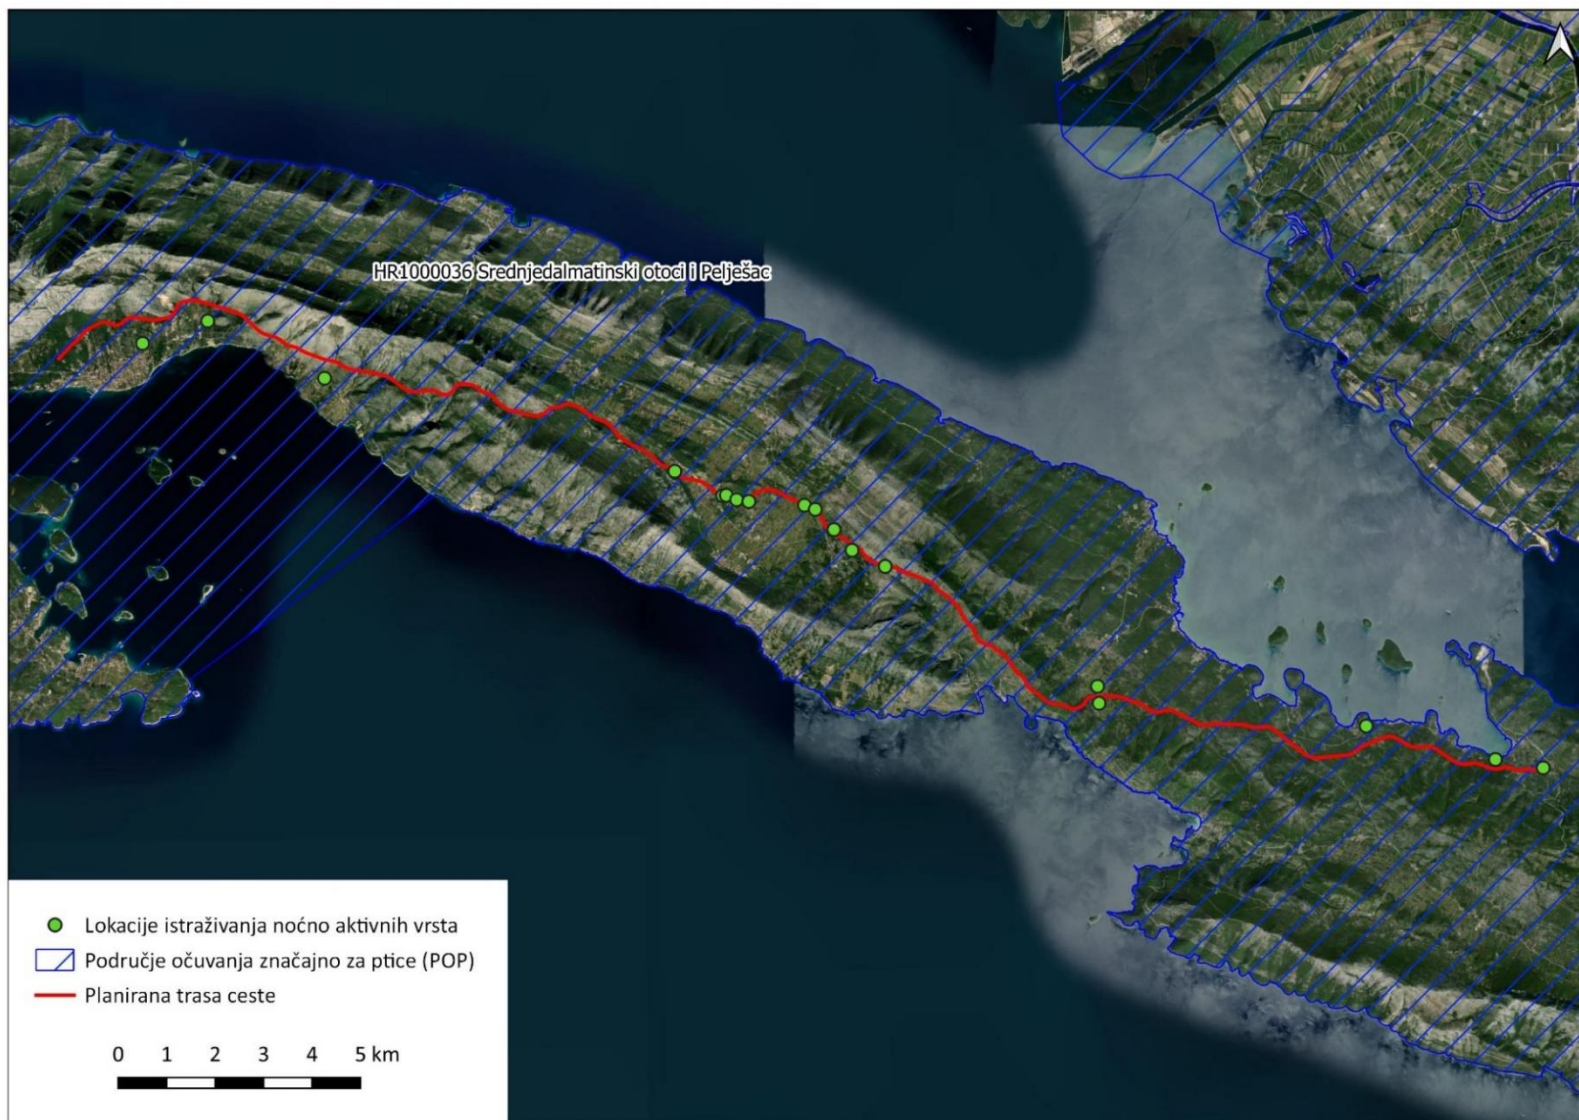 HR1000036 Srednjedalmatinski otoci i Pelješac
Lokacije istraživanja noćno aktivnih vrsta
Područje očuvanja značajno za ptice (POP)
Planirana trasa ceste
0 1 2 3 4 5 km